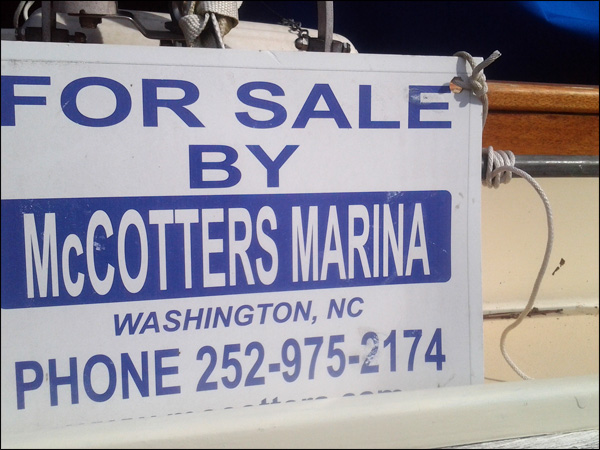 FOR SALE
BY
McCOTTERS MARINA
WASHINGTON, NC
PHONE 252-975-2174